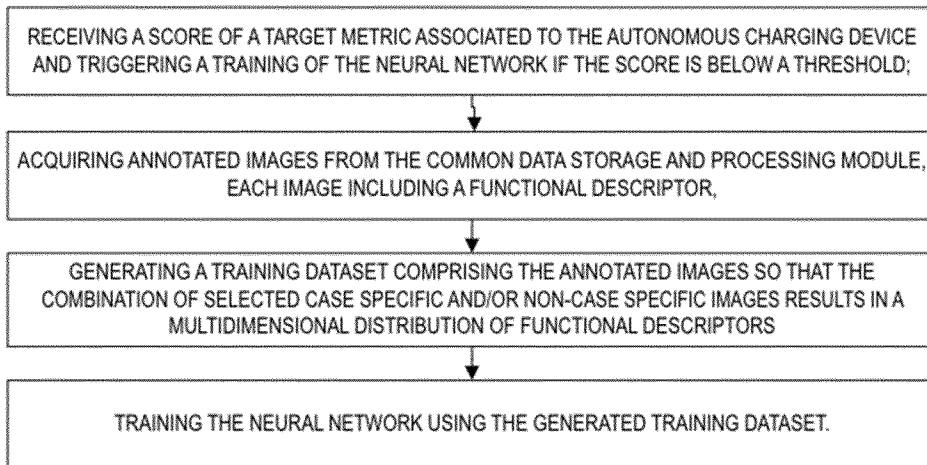 RECEIVING A SCORE OF A TARGET METRIC ASSOCIATED TO THE AUTONOMOUS CHARGING DEVICE
AND TRIGGERING A TRAINING OF THE NEURAL NETWORK IF THE SCORE IS BELOW A THRESHOLD;
ACQUIRING ANNOTATED IMAGES FROM THE COMMON DATA STORAGE AND PROCESSING MODULE,
EACH IMAGE INCLUDING A FUNCTIONAL DESCRIPTOR,
GENERATING A TRAINING DATASET COMPRISING THE ANNOTATED IMAGES SO THAT THE
COMBINATION OF SELECTED CASE SPECIFIC AND/OR NON-CASE SPECIFIC IMAGES RESULTS IN A
MULTIDIMENSIONAL DISTRIBUTION OF FUNCTIONAL DESCRIPTORS
TRAINING THE NEURAL NETWORK USING THE GENERATED TRAINING DATASET.